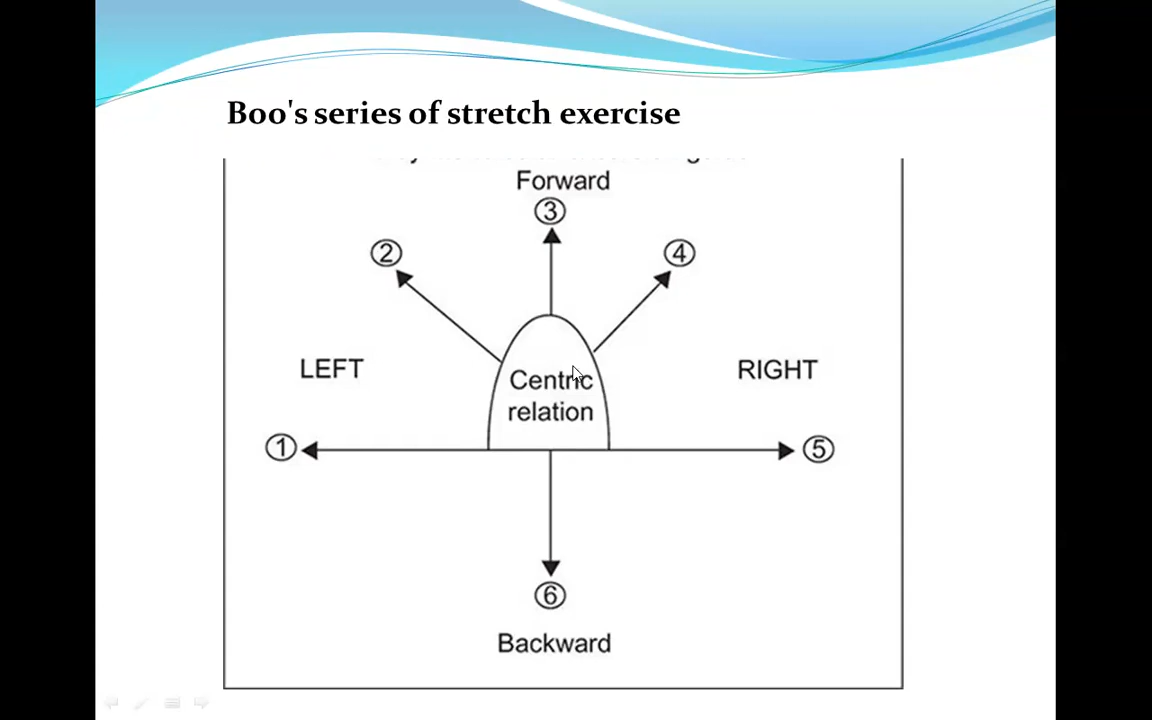 Boo's series of stretch exercise
Forward
③
② ④
LEFT RIGHT
Centric
relation
① ⑤
⑥
Backward